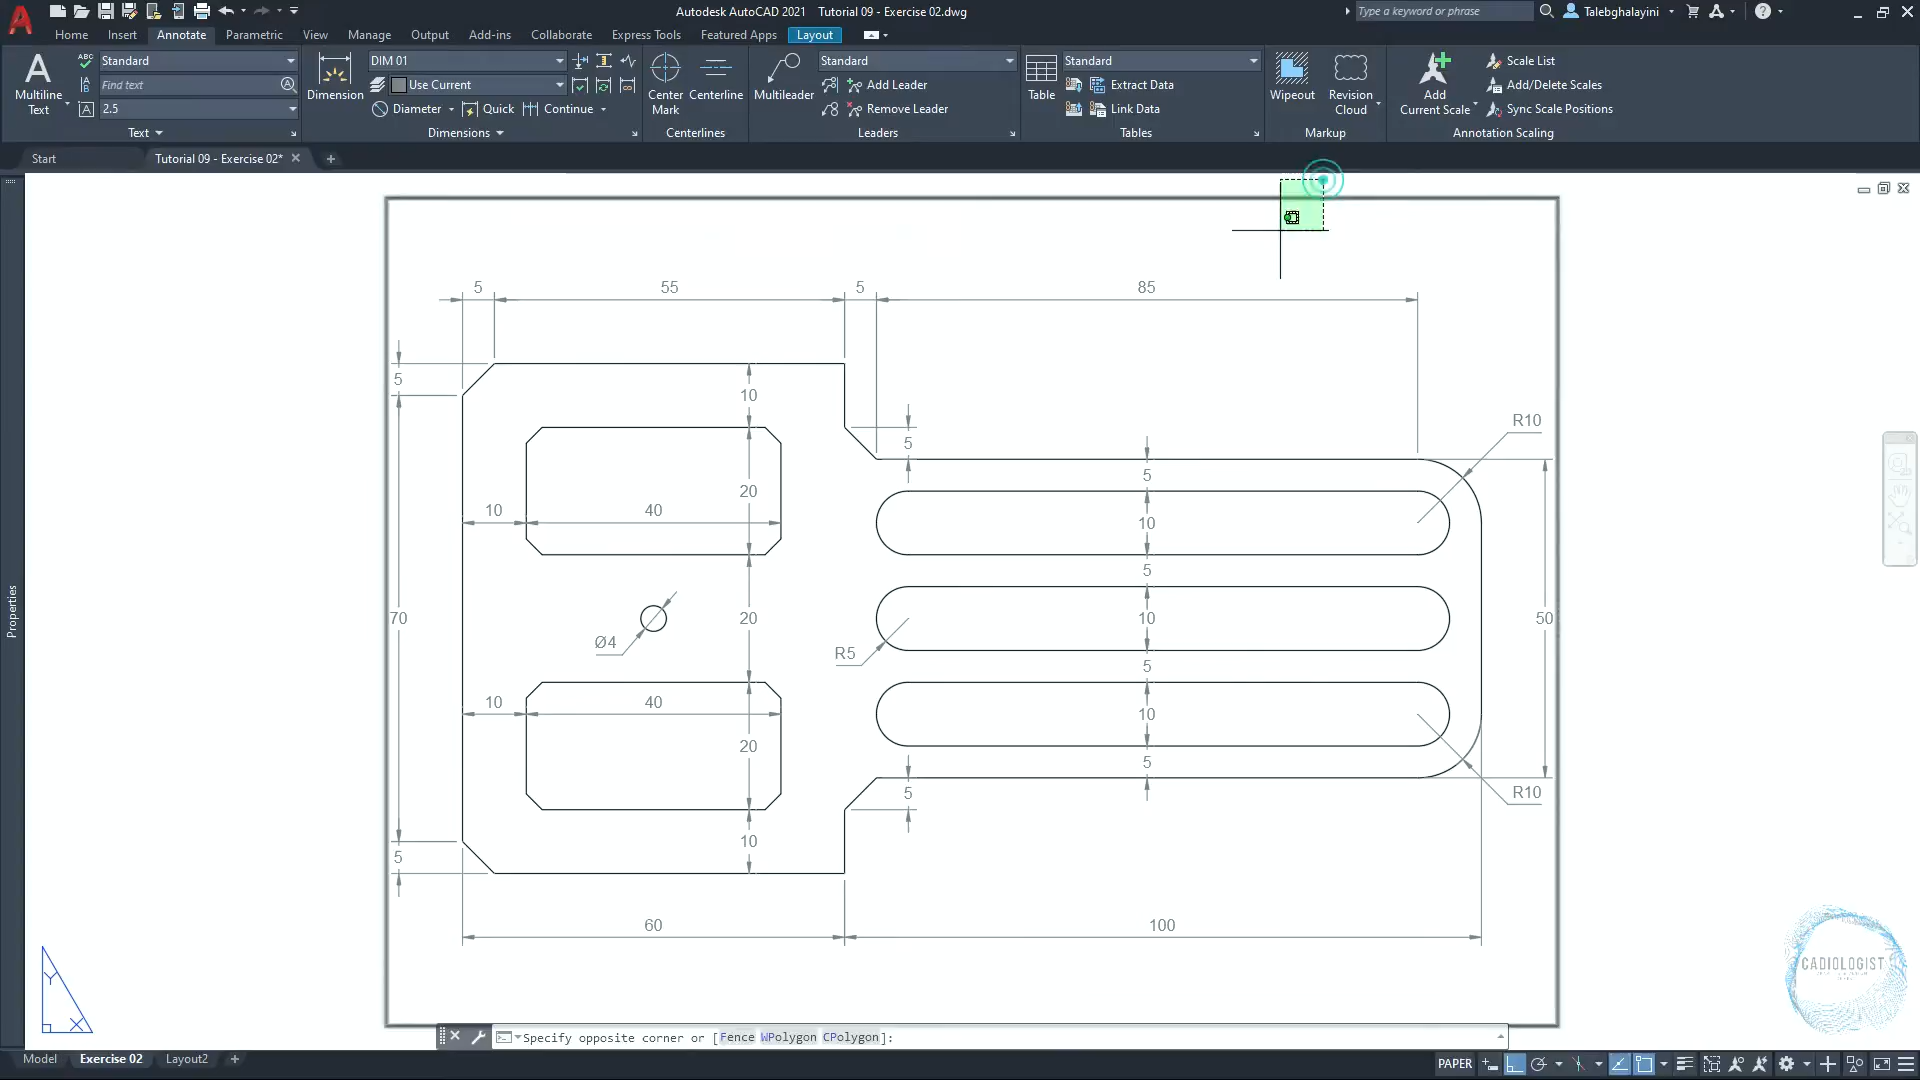 Autodesk AutoCAD 2021 Tutorial 09 - Exercise 02.dwg
Type a keyword or phrase
Talebghalayini
Home Insert Annotate Parametric View Manage Output Add-ins Collaborate Express Tools Featured Apps Layout
Multiline Text
ABC Standard
Find text
2.5
Text
Dimension
DIM 01
Use Current
Diameter Quick Continue
Dimensions
Center Mark
Centerline
Centerlines
Multileader
Standard
Add Leader
Remove Leader
Leaders
Table
Standard
Extract Data
Link Data
Tables
Wipeout
Revision Cloud
Markup
Add Current Scale
Scale List
Add/Delete Scales
Sync Scale Positions
Annotation Scaling
Start Tutorial 09 - Exercise 02*
Properties
5 55 5 85
5
10
R10
5
5
20
10 40
10
5
70
Ø4
20
10
50
R5
5
10 40
10
20
5
5
R10
10
5
60 100
Y
X
CADIOLOGIST
Specify opposite corner or [Fence WPolygon CPolygon]:
Model Exercise 02 Layout2
PAPER